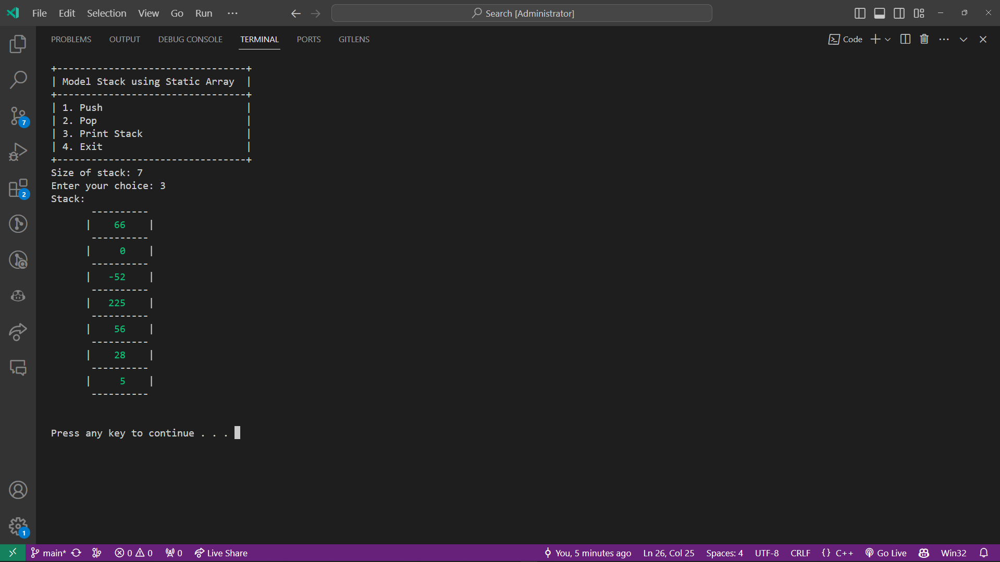 File Edit Selection View Go Run ···
Search [Administrator]
PROBLEMS OUTPUT DEBUG CONSOLE TERMINAL PORTS GITLENS
Code
+---------------------------------+
| Model Stack using Static Array  |
+---------------------------------+
| 1. Push                         |
| 2. Pop                          |
| 3. Print Stack                  |
| 4. Exit                         |
+---------------------------------+
Size of stack: 7
Enter your choice: 3
Stack:
----------
|    66    |
----------
|     0    |
----------
|   -52    |
----------
|   225    |
----------
|    56    |
----------
|    28    |
----------
|     5    |
----------
Press any key to continue . . .
7
2
1
main* 0 0 0 Live Share
You, 5 minutes ago Ln 26, Col 25 Spaces: 4 UTF-8 CRLF {} C++ Go Live Win32